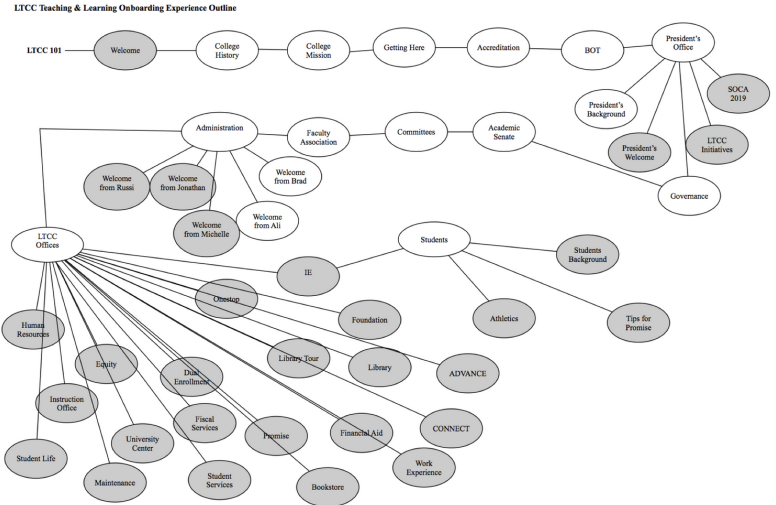 LTCC Teaching & Learning Onboarding Experience Outline
LTCC 101
Welcome
College
History
College
Mission
Getting Here
Accreditation
BOT
President's
Office
SOCA
2019
President's
Background
LTCC
Initiatives
President's
Welcome
Governance
Administration
Faculty
Association
Committees
Academic
Senate
Welcome
from Russi
Welcome
from Jonathan
Welcome
from Brad
Welcome
from Michelle
Welcome
from Ali
LTCC
Offices
Students
Students
Background
IE
Onestop
Foundation
Athletics
Tips for
Promise
Human
Resources
Equity
Dual
Enrollment
Library Tour
Library
ADVANCE
Instruction
Office
Fiscal
Services
Promise
Financial Aid
CONNECT
Student Life
University
Center
Maintenance
Student
Services
Bookstore
Work
Experience